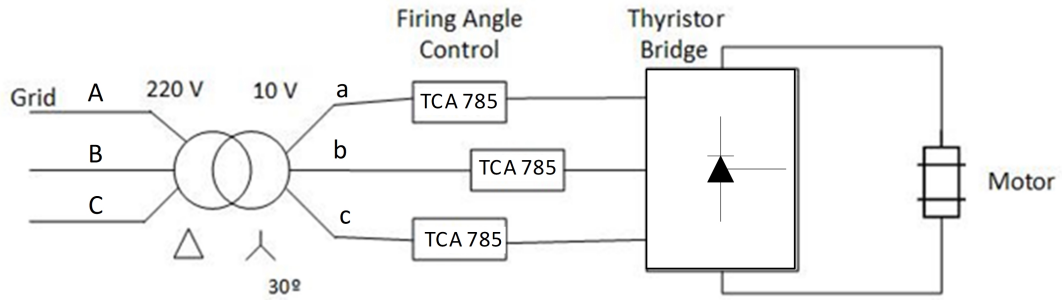 Firing Angle
Control
Thyristor
Bridge
Grid
A
220 V
10 V
a
TCA 785
B
b
TCA 785
C
c
TCA 785
Motor
30º